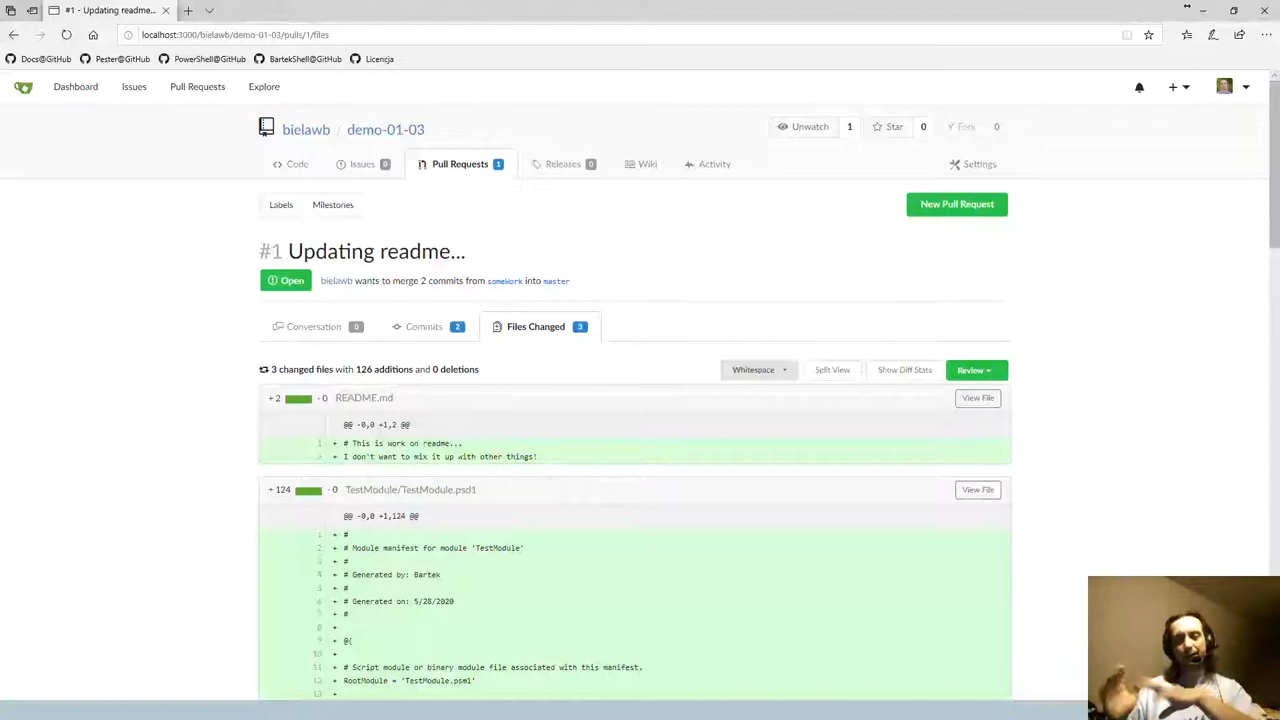 #1 - Updating readme...
localhost:3000/bielawb/demo-01-03/pulls/1/files
Docs@GitHub Pester@GitHub PowerShell@GitHub BartekShell@GitHub Licencja
Dashboard Issues Pull Requests Explore
bielawb / demo-01-03
Unwatch 1 Star 0 Fork 0
Code Issues 0 Pull Requests 1 Releases 0 Wiki Activity Settings
Labels Milestones New Pull Request
#1 Updating readme...
Open bielawb wants to merge 2 commits from someWork into master
Conversation 0 Commits 2 Files Changed 3
3 changed files with 126 additions and 0 deletions Whitespace Split View Show Diff Stats Review
+2 -0 README.md View File
@@ -0,0 +1,2 @@
1 + # This is work on readme...
2 + I don't want to mix it up with other things!
+124 -0 TestModule/TestModule.psd1 View File
@@ -0,0 +1,124 @@
1 + #
2 + # Module manifest for module 'TestModule'
3 + #
4 + # Generated by: Bartek
5 + #
6 + # Generated on: 5/28/2020
7 + #
8 +
9 + @{
10 +
11 + # Script module or binary module file associated with this manifest.
12 + RootModule = 'TestModule.psm1'
13 +